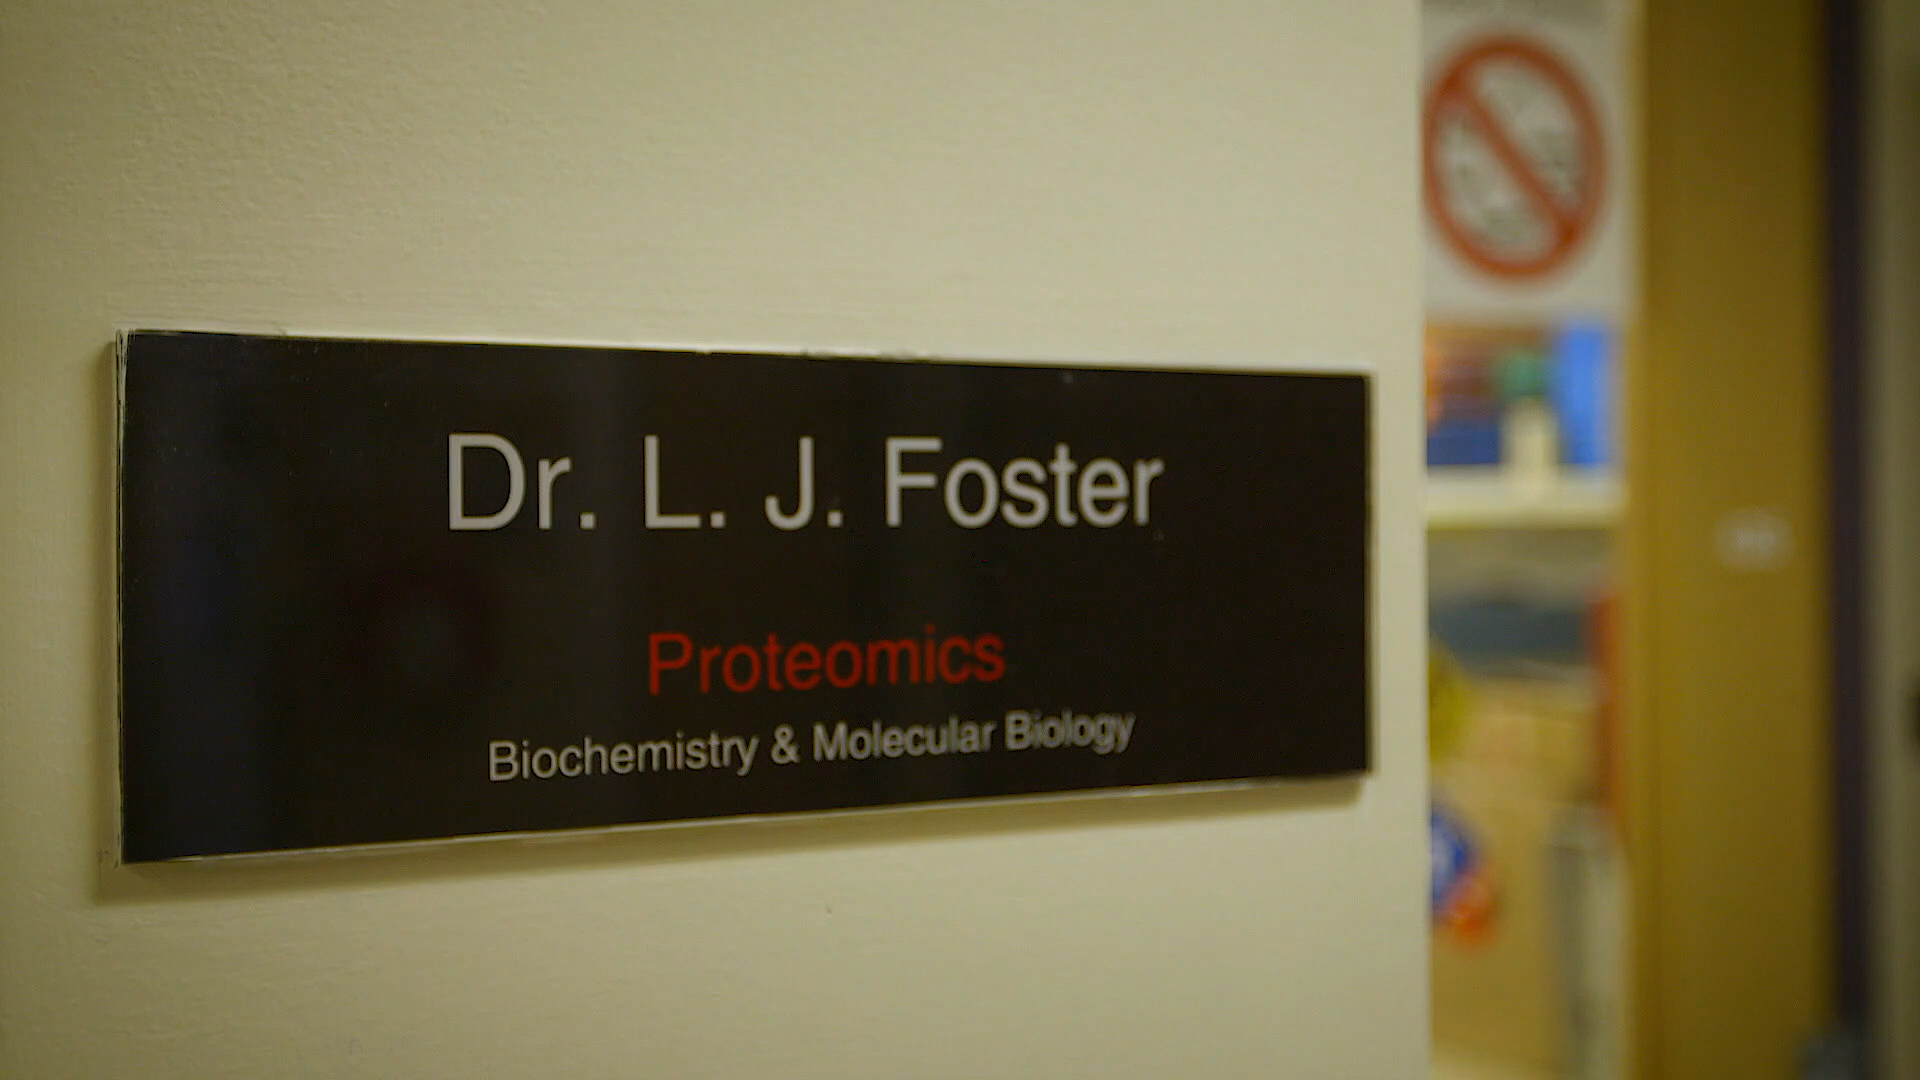 Dr. L. J. Foster
Proteomics
Biochemistry & Molecular Biology